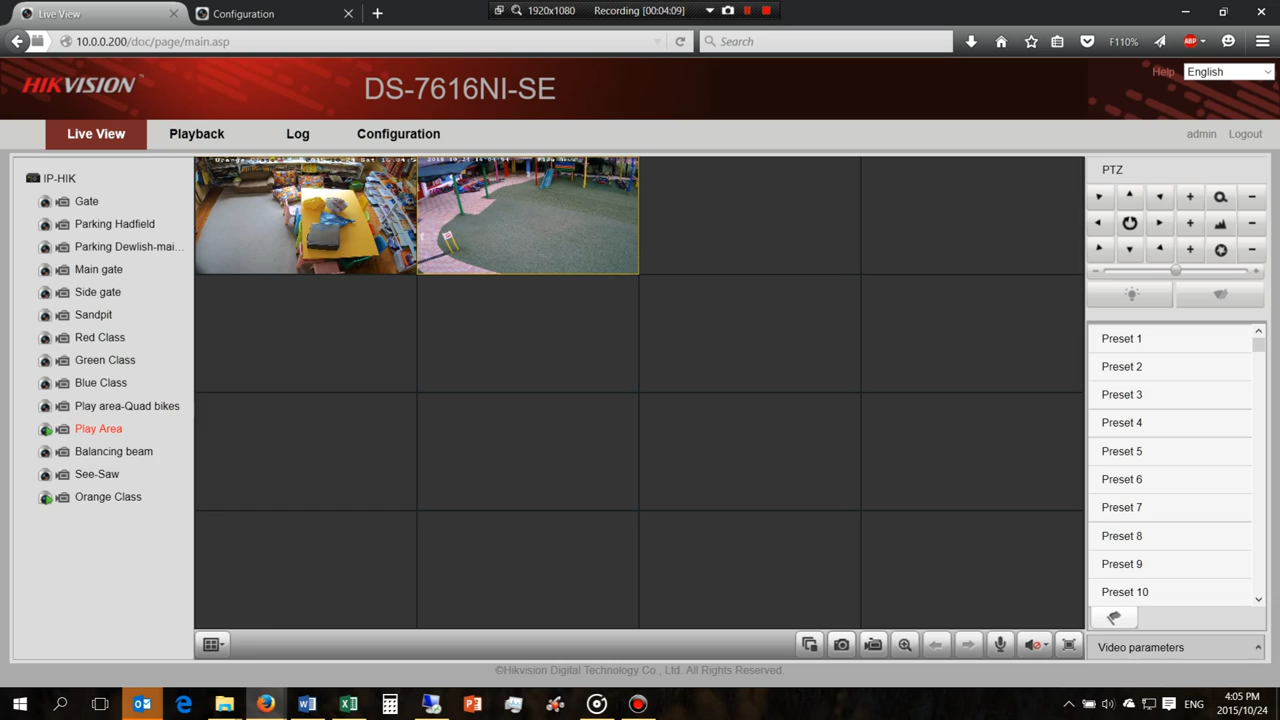 Live View
Configuration
1920x1080
Recording [00:04:09]
10.0.0.200/doc/page/main.asp
Search
F110%
ABP
HIKVISION
DS-7616NI-SE
Help
English
Live View
Playback
Log
Configuration
admin
Logout
IP-HIK
Gate
Parking Hadfield
Parking Dewlish-mai...
Main gate
Side gate
Sandpit
Red Class
Green Class
Blue Class
Play area-Quad bikes
Play Area
Balancing beam
See-Saw
Orange Class
PTZ
Preset 1
Preset 2
Preset 3
Preset 4
Preset 5
Preset 6
Preset 7
Preset 8
Preset 9
Preset 10
Video parameters
©Hikvision Digital Technology Co., Ltd. All Rights Reserved.
ENG
4:05 PM
2015/10/24